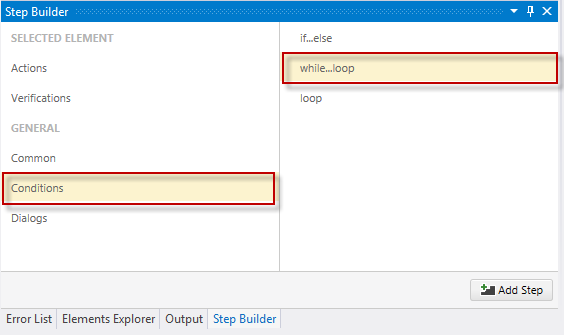 Step Builder
SELECTED ELEMENT
Actions
Verifications
GENERAL
Common
Conditions
Dialogs
if...else
while...loop
loop
Add Step
Error List
Elements Explorer
Output
Step Builder